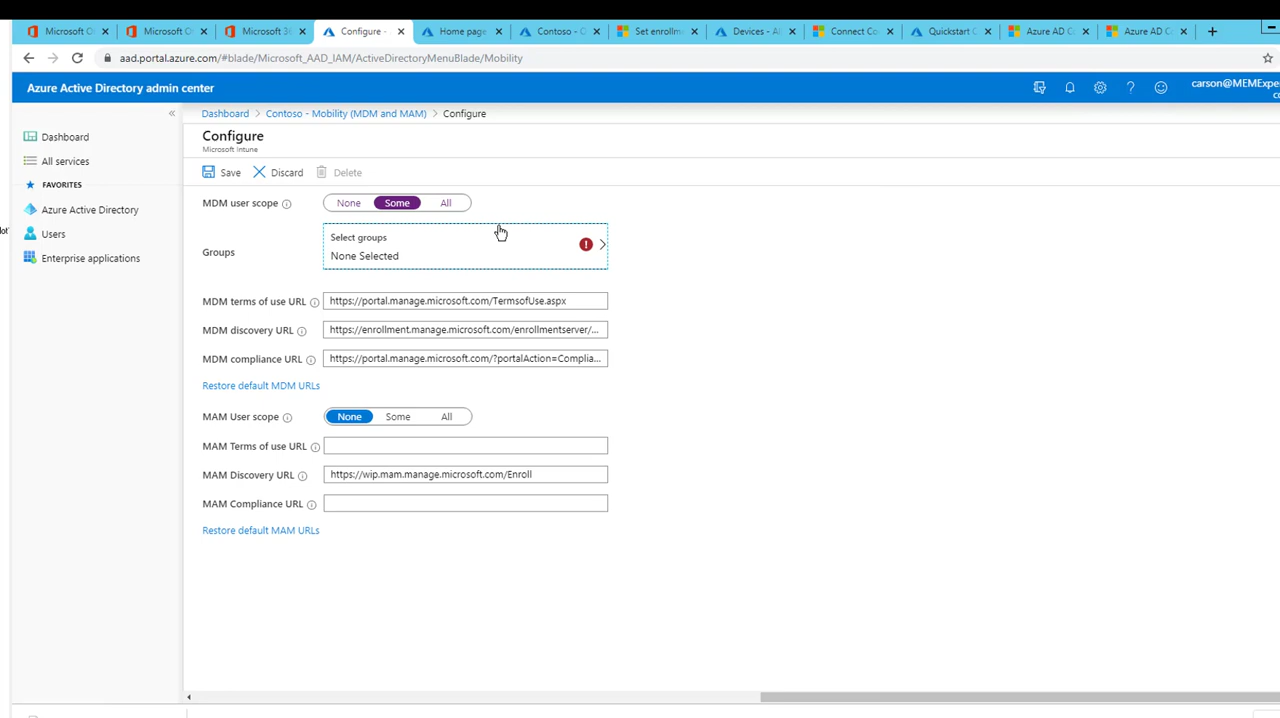 Microsoft O
Microsoft O
Microsoft 3
Configure -
Home page
Contoso - C
Set enrollm
Devices - A
Connect Co
Quickstart C
Azure AD C
Azure AD C
aad.portal.azure.com/#blade/Microsoft_AAD_IAM/ActiveDirectoryMenuBlade/Mobility
Azure Active Directory admin center
carson@MEMExpe
Dashboard > Contoso - Mobility (MDM and MAM) > Configure
Configure
Microsoft Intune
Dashboard
All services
FAVORITES
Azure Active Directory
Users
Enterprise applications
Save Discard Delete
MDM user scope None Some All
Groups
Select groups
None Selected
MDM terms of use URL https://portal.manage.microsoft.com/TermsofUse.aspx
MDM discovery URL https://enrollment.manage.microsoft.com/enrollmentserver/...
MDM compliance URL https://portal.manage.microsoft.com/?portalAction=Complia...
Restore default MDM URLs
MAM User scope None Some All
MAM Terms of use URL
MAM Discovery URL https://wip.mam.manage.microsoft.com/Enroll
MAM Compliance URL
Restore default MAM URLs